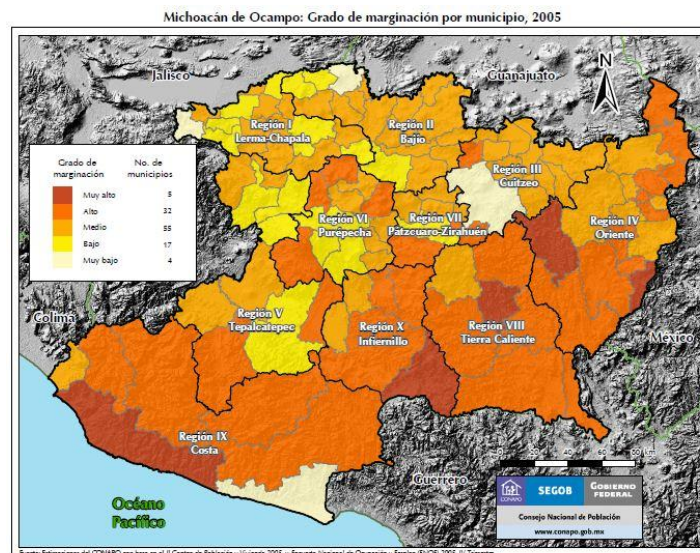 Michoacán de Ocampo: Grado de marginación por municipio, 2005
Jalisco
Guanajuato
N
Región I
Lerma-Chapala
Región II
Bajío
Región III
Cuitzeo
Grado de marginación
No. de municipios
Muy alto 5
Alto 32
Medio 55
Bajo 17
Muy bajo 4
Región VI
Purépecha
Región VII
Pátzcuaro-Zirahuén
Región IV
Oriente
Colima
Región V
Tepalcatepec
Región X
Infiernillo
Región VIII
Tierra Caliente
México
Región IX
Costa
Guerrero
Océano
Pacífico
CONAPO
SEGOB
GOBIERNO
FEDERAL
Consejo Nacional de Población
www.conapo.gob.mx